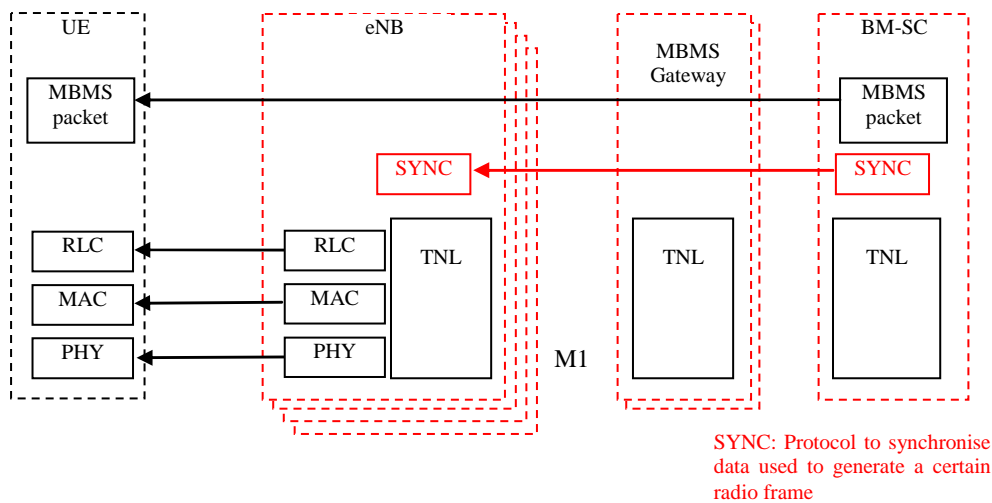 UE
eNB
MBMS
Gateway
BM-SC
MBMS
packet
MBMS
packet
SYNC
SYNC
RLC
RLC
TNL
TNL
TNL
MAC
MAC
PHY
PHY
M1
SYNC: Protocol to synchronise
data used to generate a certain
radio frame